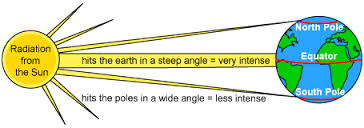 Radiation
from
the Sun
hits the earth in a steep angle = very intense
hits the poles in a wide angle = less intense
North Pole
Equator
South Pole